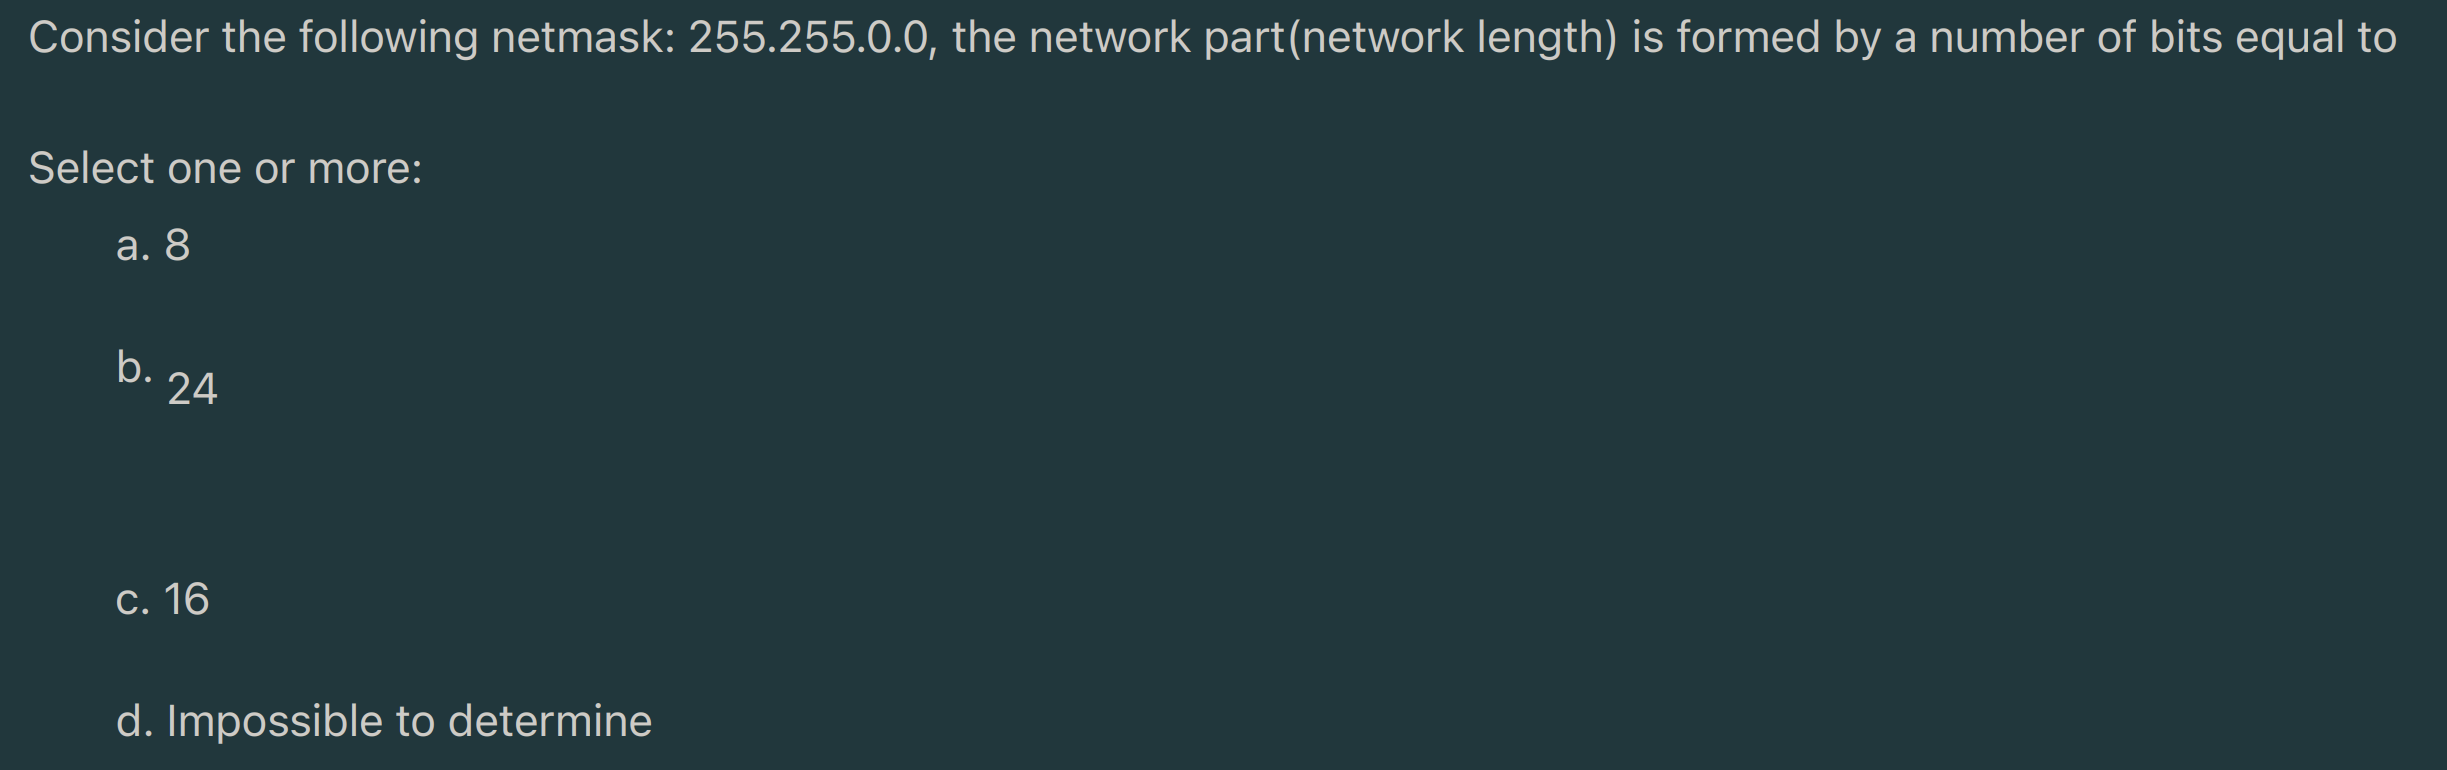 Consider the following netmask: 255.255.0.0, the network part(network length) is formed by a number of bits equal to
Select one or more:
a. 8
b. 24
c. 16
d. Impossible to determine